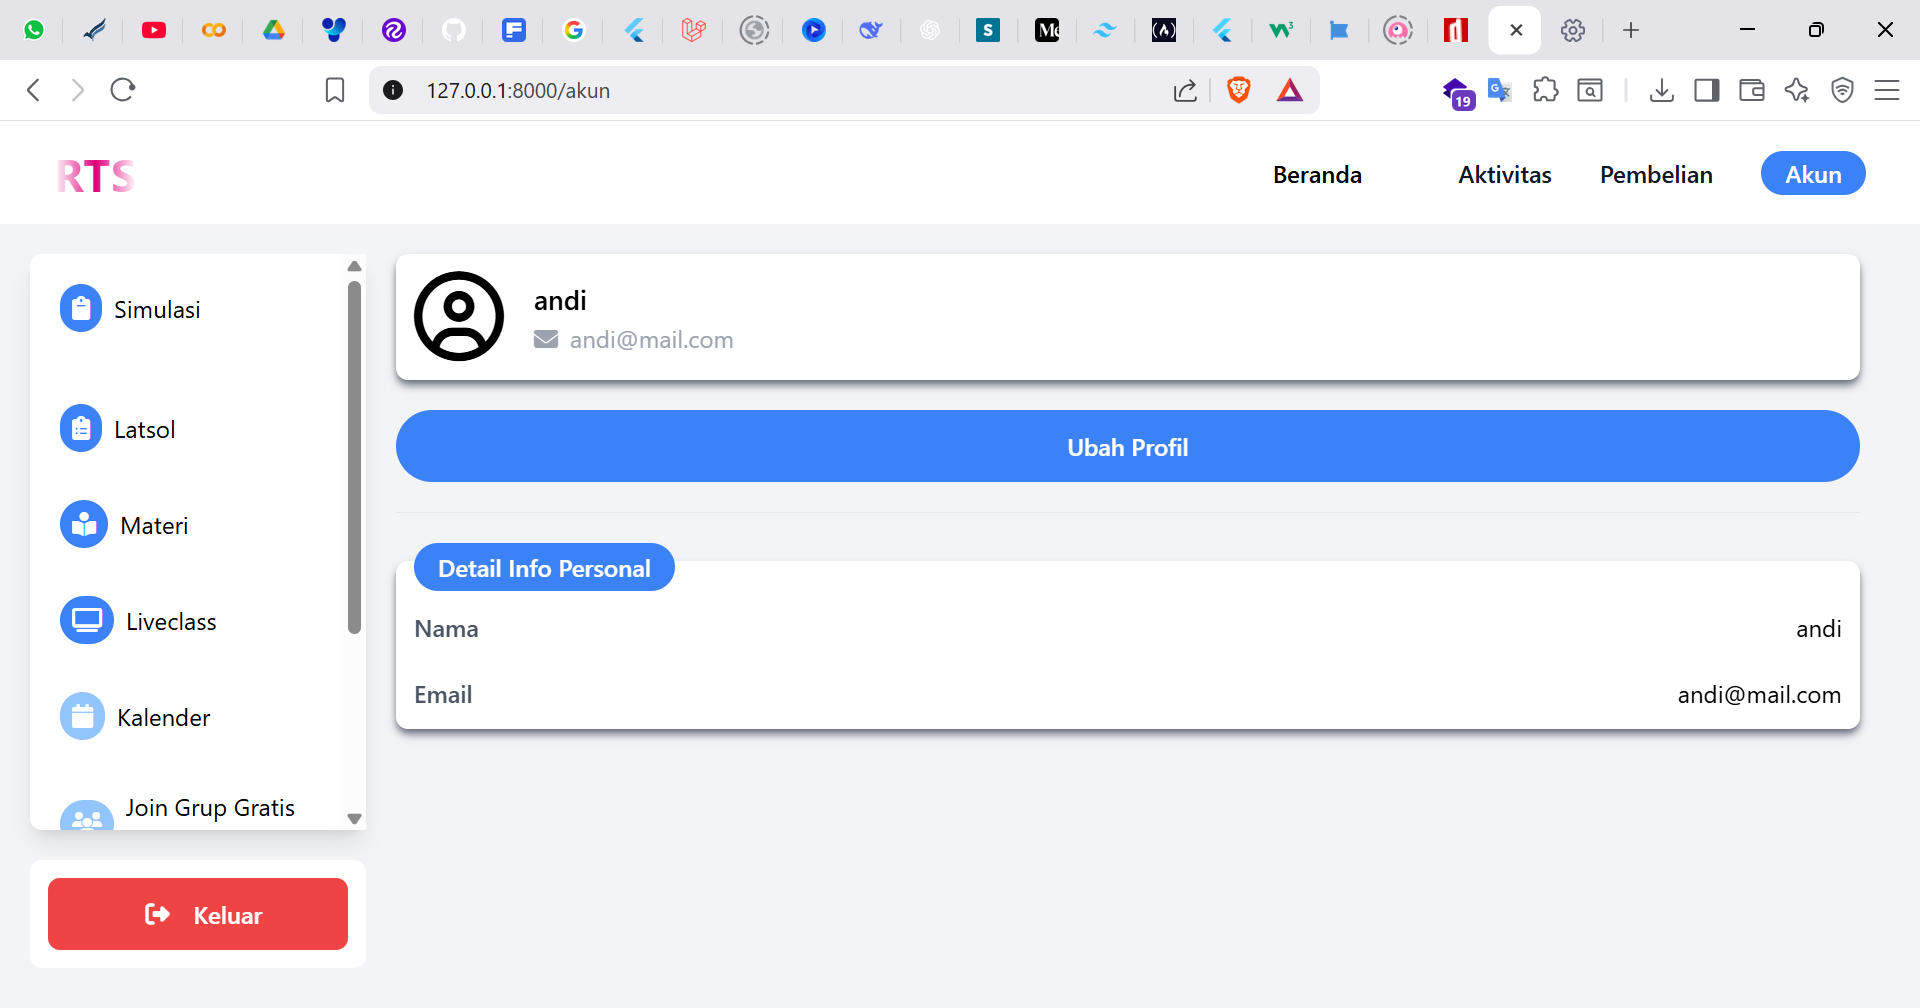 S
Me
127.0.0.1:8000/akun
19
RTS
Beranda
Aktivitas
Pembelian
Akun
Simulasi
Latsol
Materi
Liveclass
Kalender
Join Grup Gratis
Keluar
andi
andi@mail.com
Ubah Profil
Detail Info Personal
Nama
andi
Email
andi@mail.com